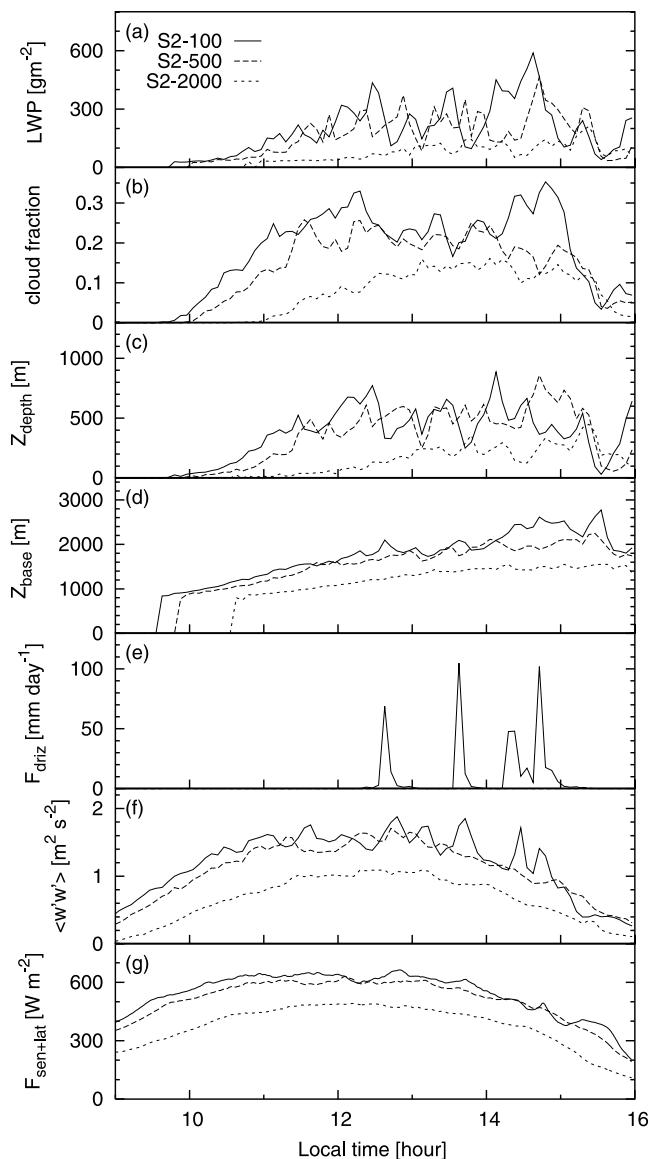 (a)
S2-100
S2-500
S2-2000
LWP [gm⁻²]
600
300
0
(b)
cloud fraction
0.3
0.2
0.1
0
(c)
Z_depth [m]
1000
500
0
(d)
Z_base [m]
3000
2000
1000
0
(e)
F_driz [mm day⁻¹]
100
50
0
(f)
<w'w'> [m² s⁻²]
2
1
0
(g)
F_sen+lat [W m⁻²]
600
300
0
10 12 14 16
Local time [hour]